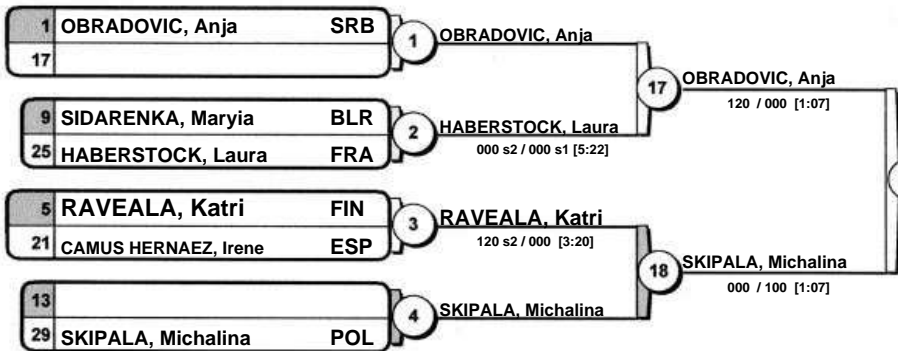 1 OBRADOVIC, Anja SRB
17
1 OBRADOVIC, Anja
9 SIDARENKA, Maryia BLR
25 HABERSTOCK, Laura FRA
2 HABERSTOCK, Laura
000 s2 / 000 s1 [5:22]
17 OBRADOVIC, Anja
120 / 000 [1:07]
5 RAVEALA, Katri FIN
21 CAMUS HERNAEZ, Irene ESP
3 RAVEALA, Katri
120 s2 / 000 [3:20]
13
29 SKIPALA, Michalina POL
4 SKIPALA, Michalina
18 SKIPALA, Michalina
000 / 100 [1:07]